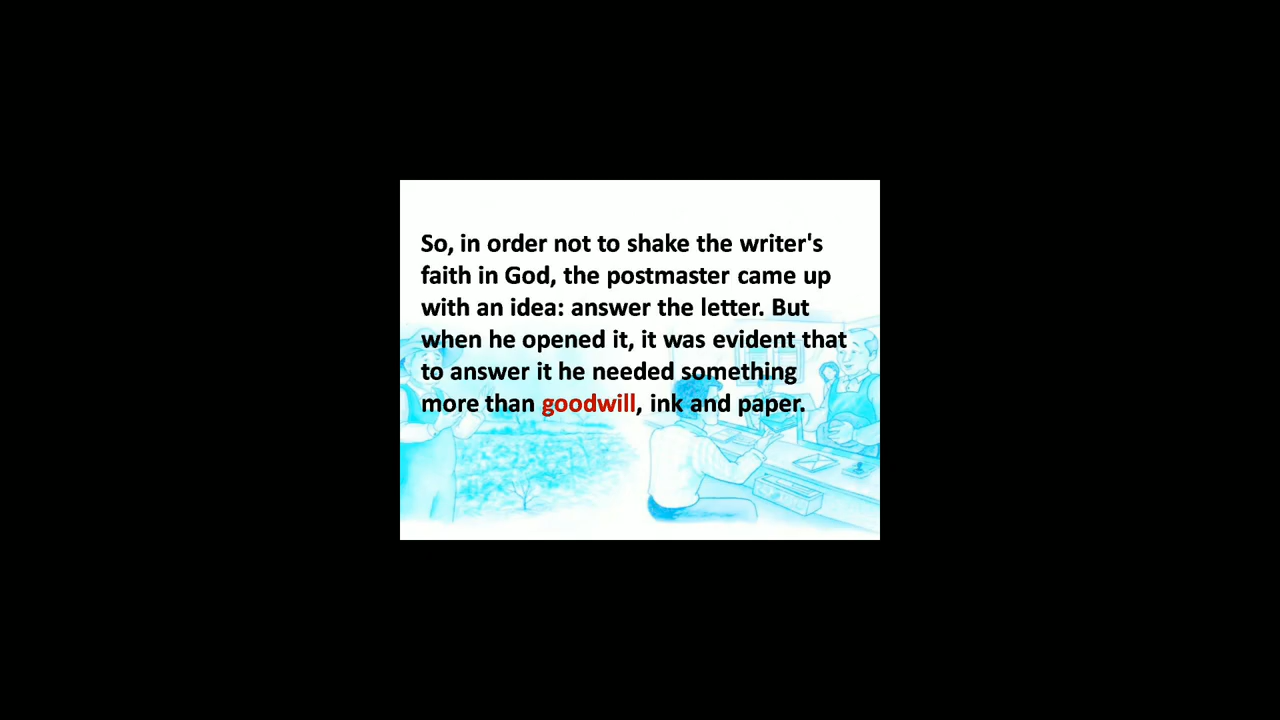 So, in order not to shake the writer's
faith in God, the postmaster came up
with an idea: answer the letter. But
when he opened it, it was evident that
to answer it he needed something
more than goodwill, ink and paper.